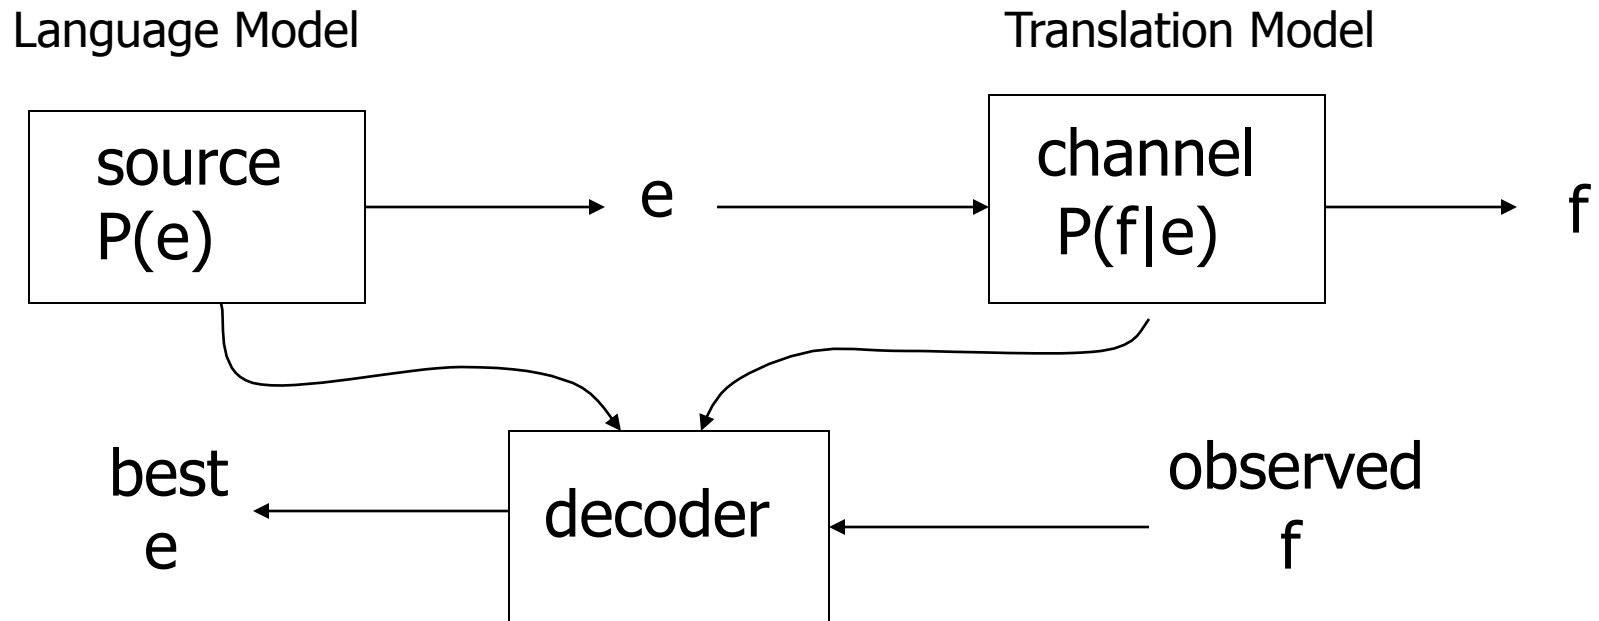 Language Model
Translation Model
source
P(e)
e
channel
P(f|e)
f
best
e
decoder
observed
f